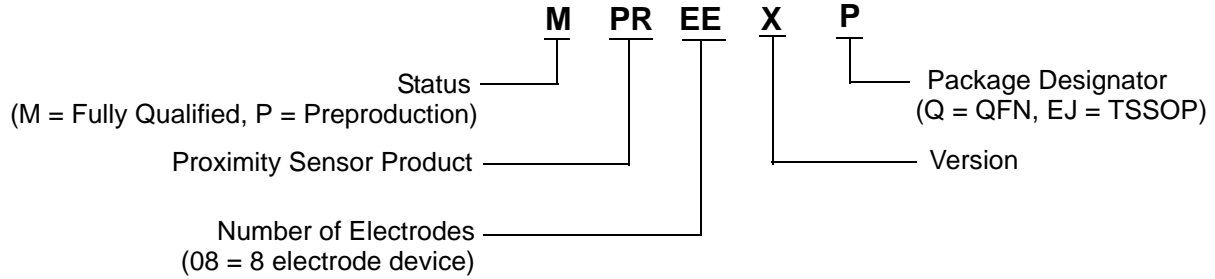 M PR EE X P
Status
(M = Fully Qualified, P = Preproduction)
Package Designator
(Q = QFN, EJ = TSSOP)
Proximity Sensor Product
Version
Number of Electrodes
(08 = 8 electrode device)